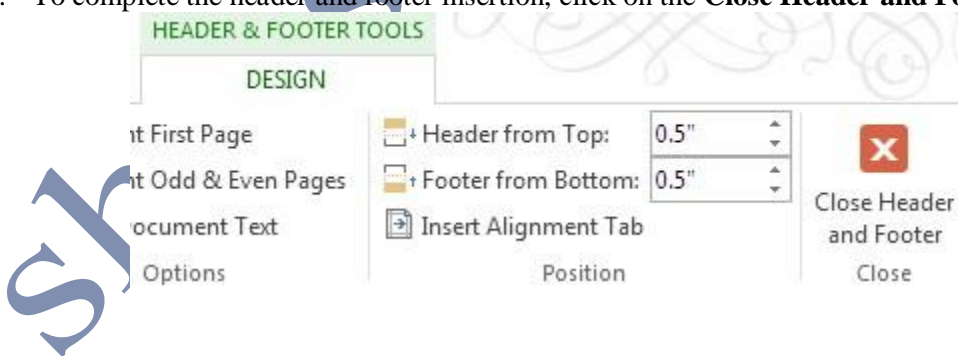 . To complete the header and footer insertion, click on the Close Header and Fo
HEADER & FOOTER TOOLS
DESIGN
nt First Page
nt Odd & Even Pages
ocument Text
Options
Header from Top: 0.5"
Footer from Bottom: 0.5"
Insert Alignment Tab
Position
Close Header
and Footer
Close